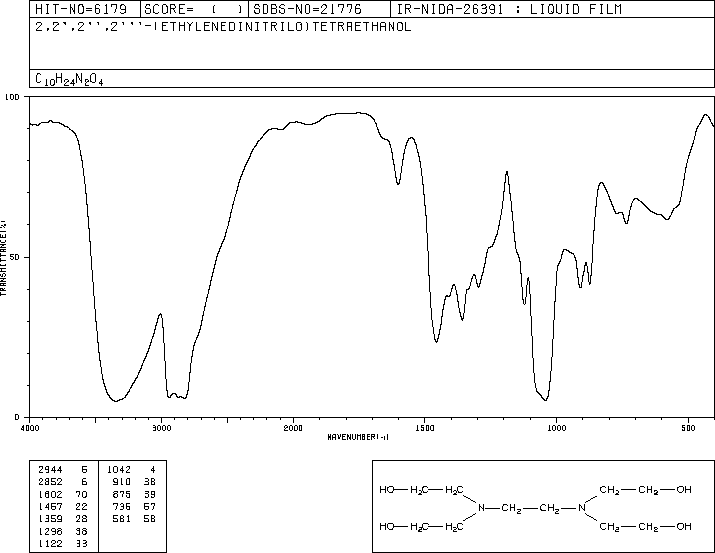 HIT-NO=6179 SCORE= ( ) SDBS-NO=21776 IR-NIDA-26391 : LIQUID FILM
2,2',2'',2'''-(ETHYLENEDINITRILO)TETRAETHANOL
C10H24N2O4
100
50
0
TRANSMITTANCE(%)
4000 3000 2000 1500 1000 500
WAVENUMBER(-1)
2944 6 1042 4
2852 6 910 38
1602 70 875 39
1457 22 736 57
1359 28 581 58
1298 38
1122 33
HO—H2C—H2C CH2—CH2—OH
N—CH2—CH2—N
HO—H2C—H2C CH2—CH2—OH